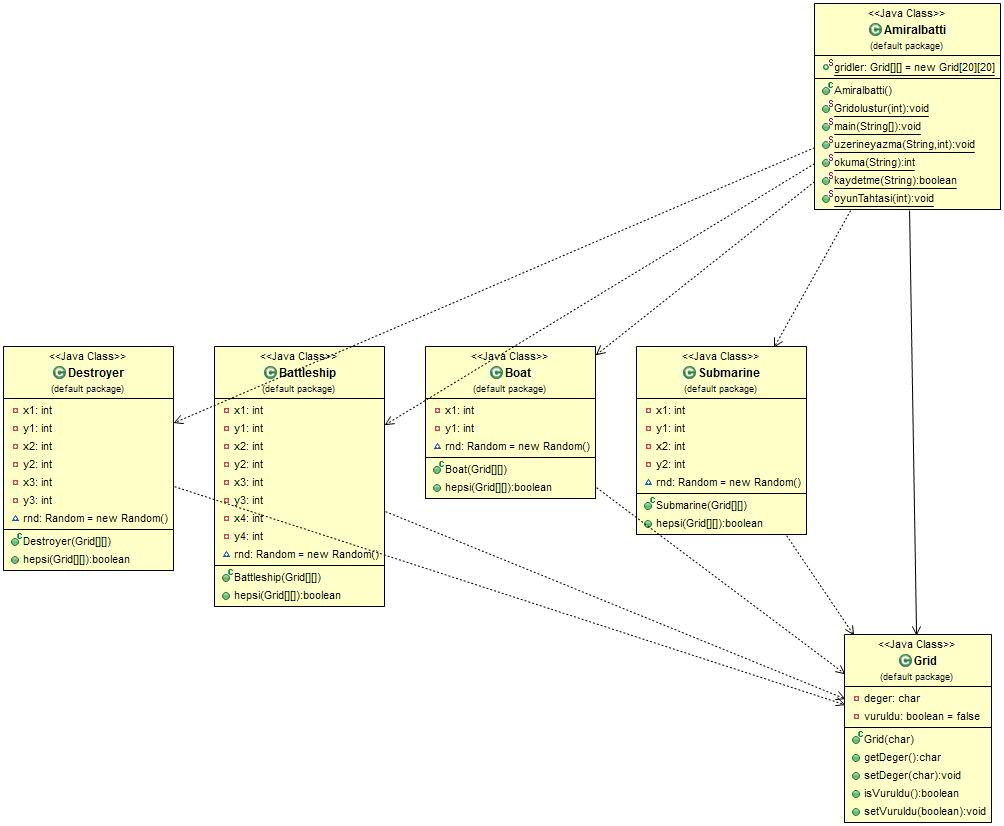 <<Java Class>>
Amiralbatti
(default package)
gridler: Grid[][] = new Grid[20][20]
Amiralbatti()
Gridolustur(int):void
main(String[]):void
uzerineyazma(String,int):void
okuma(String):int
kaydetme(String):boolean
oyunTahtasi(int):void
<<Java Class>>
Destroyer
(default package)
x1: int
y1: int
x2: int
y2: int
x3: int
y3: int
rnd: Random = new Random()
Destroyer(Grid[][])
hepsi(Grid[][]):boolean
<<Java Class>>
Battleship
(default package)
x1: int
y1: int
x2: int
y2: int
x3: int
y3: int
x4: int
y4: int
rnd: Random = new Random()
Battleship(Grid[][])
hepsi(Grid[][]):boolean
<<Java Class>>
Boat
(default package)
x1: int
y1: int
rnd: Random = new Random()
Boat(Grid[][])
hepsi(Grid[][]):boolean
<<Java Class>>
Submarine
(default package)
x1: int
y1: int
x2: int
y2: int
rnd: Random = new Random()
Submarine(Grid[][])
hepsi(Grid[][]):boolean
<<Java Class>>
Grid
(default package)
deger: char
vuruldu: boolean = false
Grid(char)
getDeger():char
setDeger(char):void
isVuruldu():boolean
setVuruldu(boolean):void